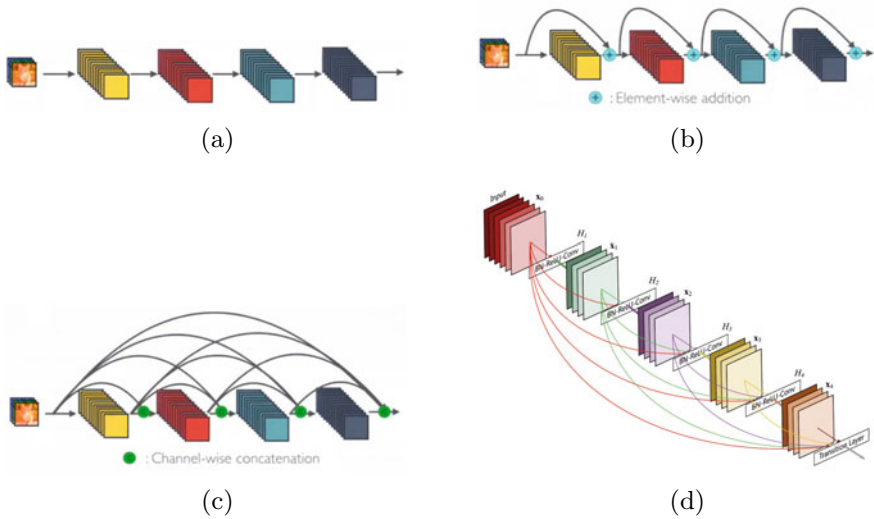 + : Element-wise addition
(a)
(b)
Input
x₀
H₁
BN-ReLU-Conv
x₁
H₂
BN-ReLU-Conv
x₂
H₃
BN-ReLU-Conv
x₃
H₄
BN-ReLU-Conv
x₄
Transition Layer
: Channel-wise concatenation
(c)
(d)